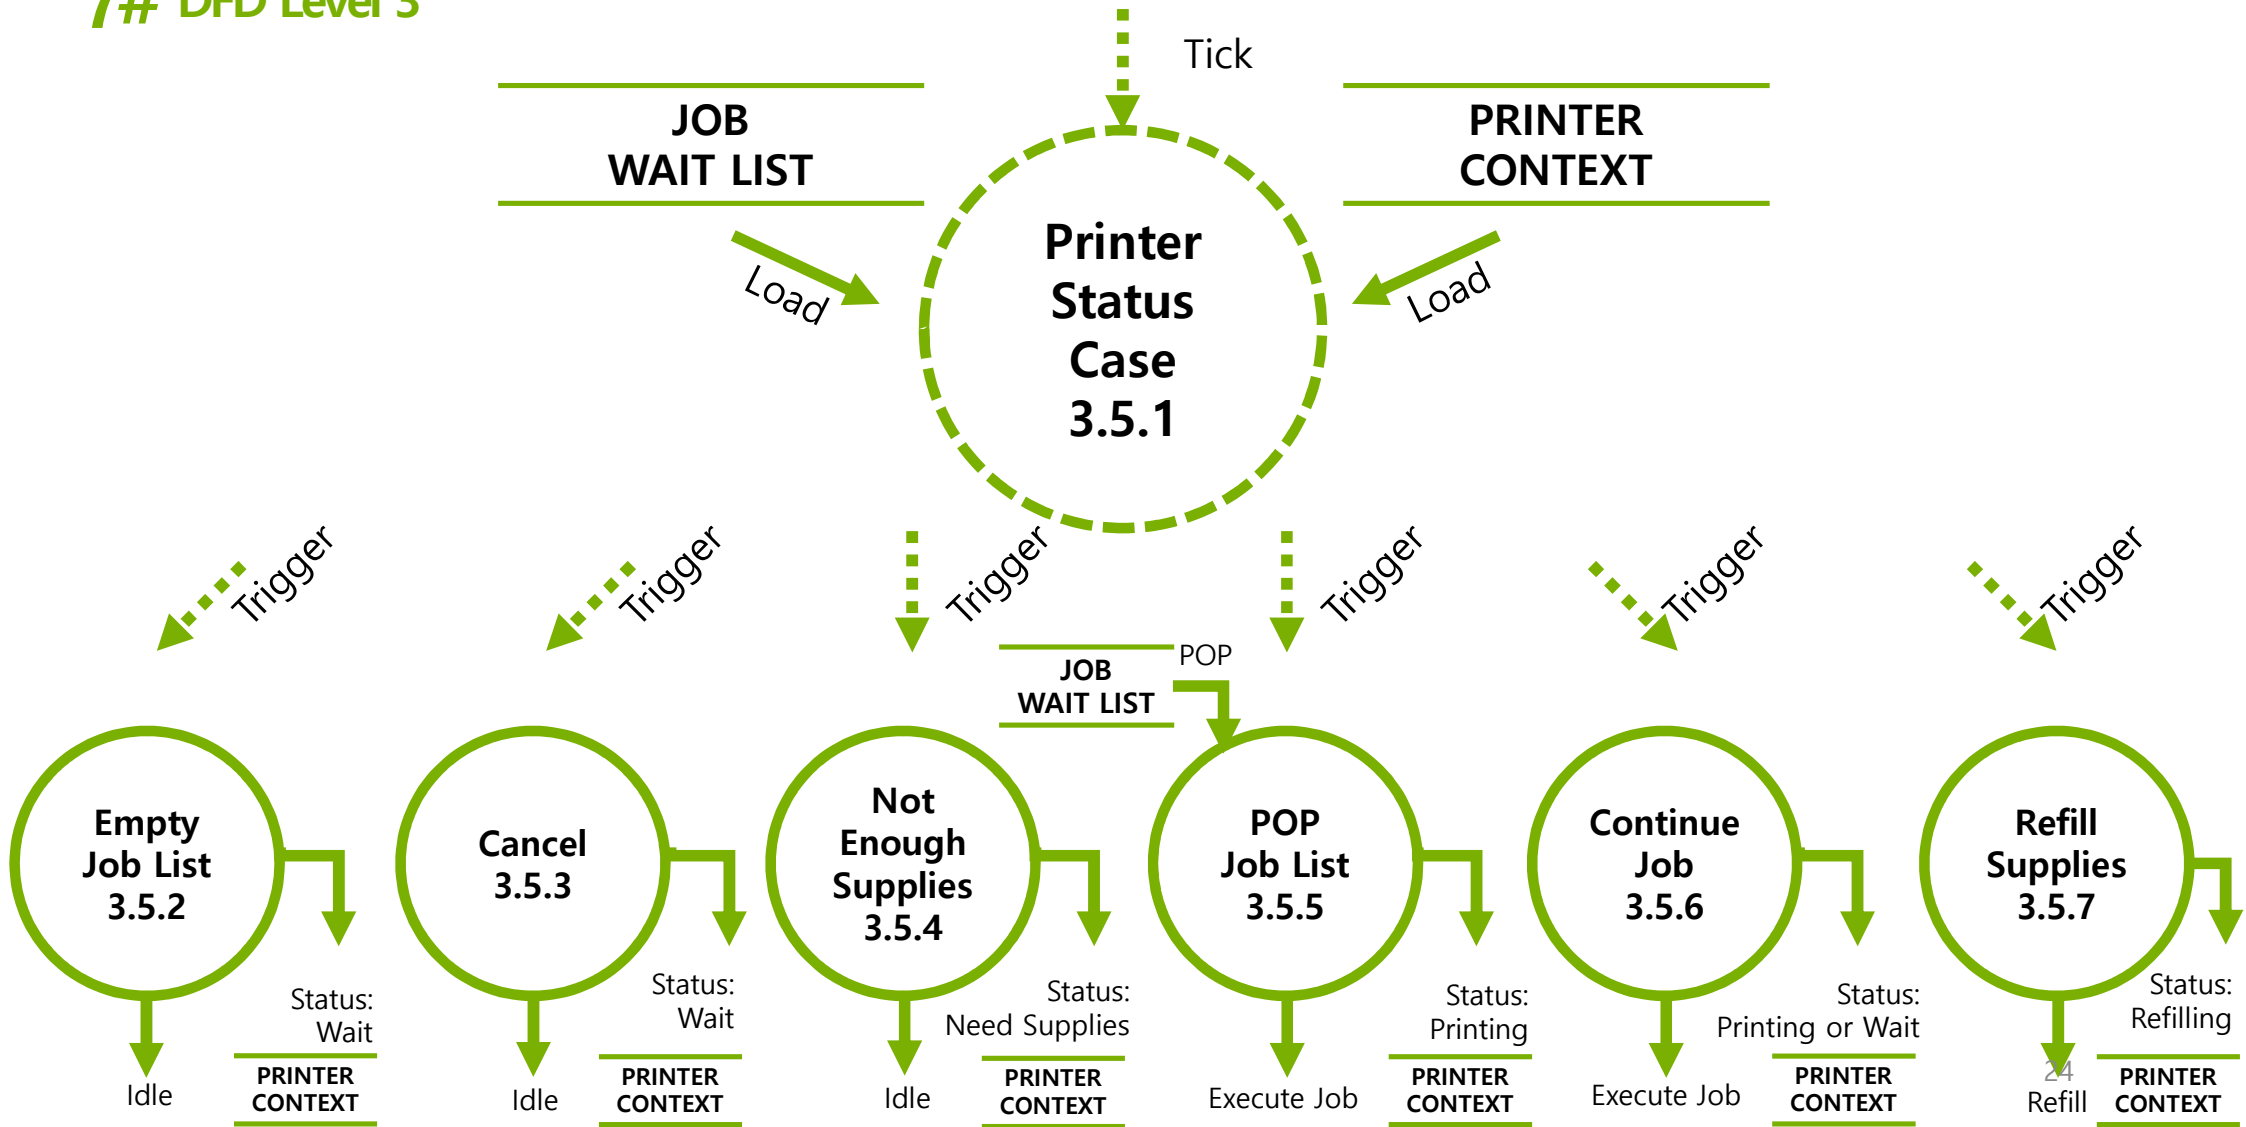 7# DFD Level 3
Tick
JOB
WAIT LIST
PRINTER
CONTEXT
Load
Load
Printer
Status
Case
3.5.1
Trigger
Trigger
Trigger
Trigger
Trigger
Trigger
JOB
WAIT LIST
POP
Empty
Job List
3.5.2
Cancel
3.5.3
Not
Enough
Supplies
3.5.4
POP
Job List
3.5.5
Continue
Job
3.5.6
Refill
Supplies
3.5.7
Status:
Wait
Status:
Wait
Status:
Need Supplies
Status:
Printing
Status:
Printing or Wait
Status:
Refilling
Idle
PRINTER
CONTEXT
Idle
PRINTER
CONTEXT
Idle
PRINTER
CONTEXT
Execute Job
PRINTER
CONTEXT
Execute Job
PRINTER
CONTEXT
24
Refill
PRINTER
CONTEXT